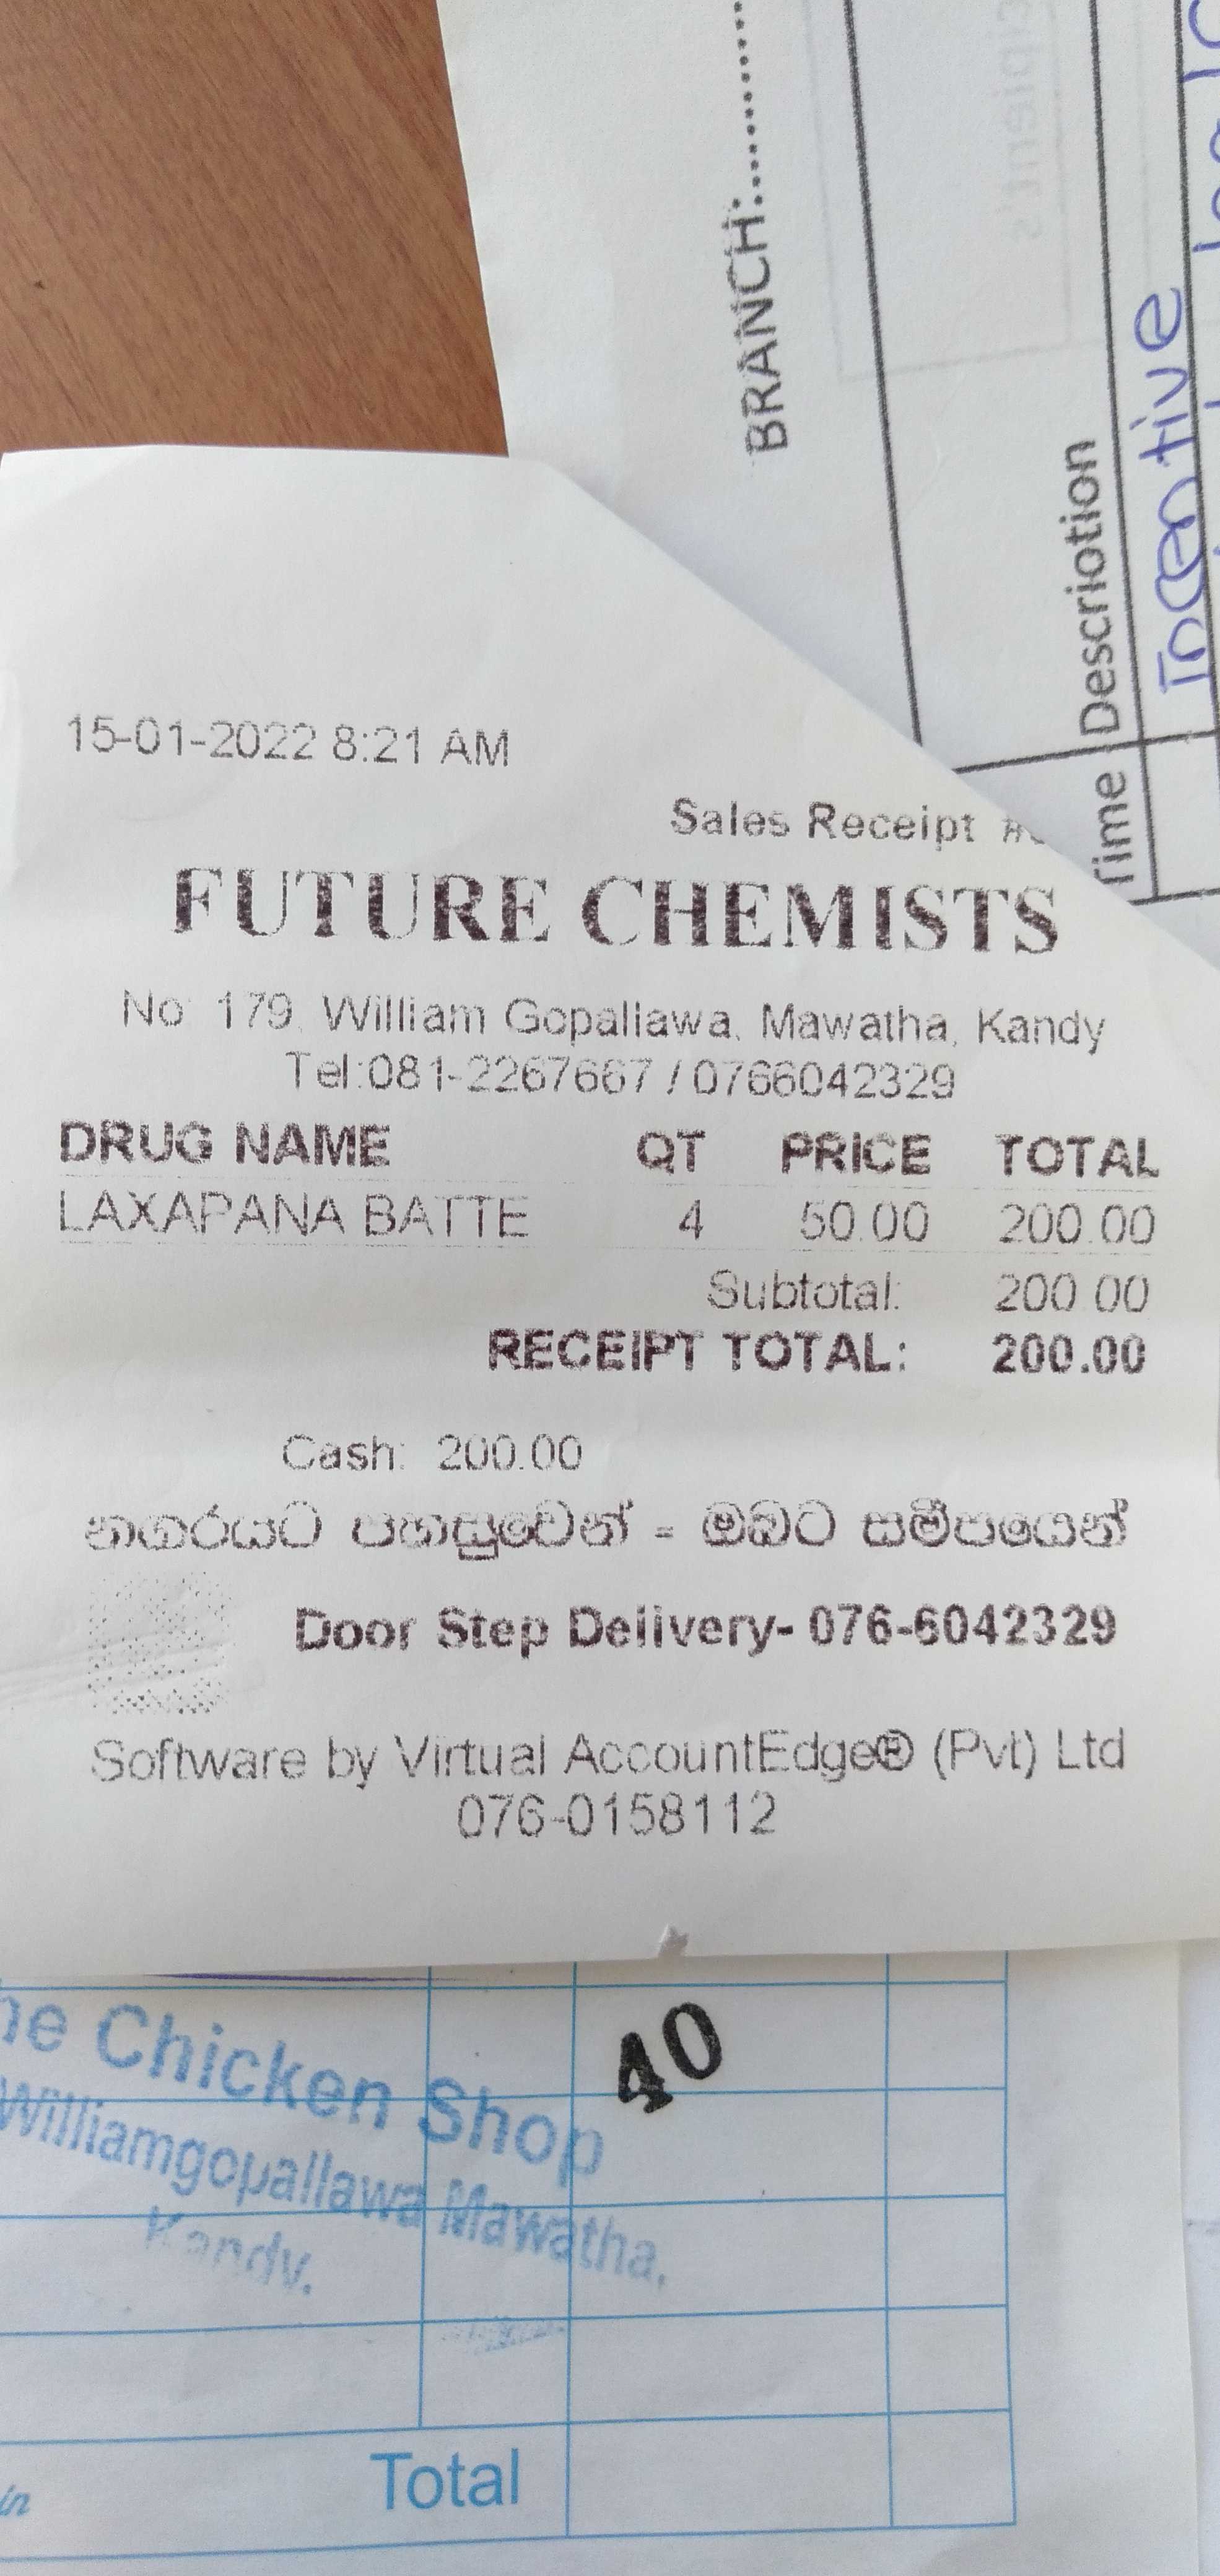 BRANCH:..........
Descriotion
Time
Incentive
15-01-2022 8:21 AM
Sales Receipt #
FUTURE CHEMISTS
No: 179, William Gopallawa, Mawatha, Kandy
Tel:081-2267667 / 0766042329
DRUG NAME QT PRICE TOTAL
LAXAPANA BATTE 4 50.00 200.00
Subtotal: 200.00
RECEIPT TOTAL: 200.00
Cash: 200.00
නගරයට පහසුවෙන් - ඔබට සමීපයෙන්
Door Step Delivery- 076-6042329
Software by Virtual AccountEdge® (Pvt) Ltd
076-0158112
he Chicken Shop
40
Williamgopallawa Mawatha,
Kandy.
Total
in